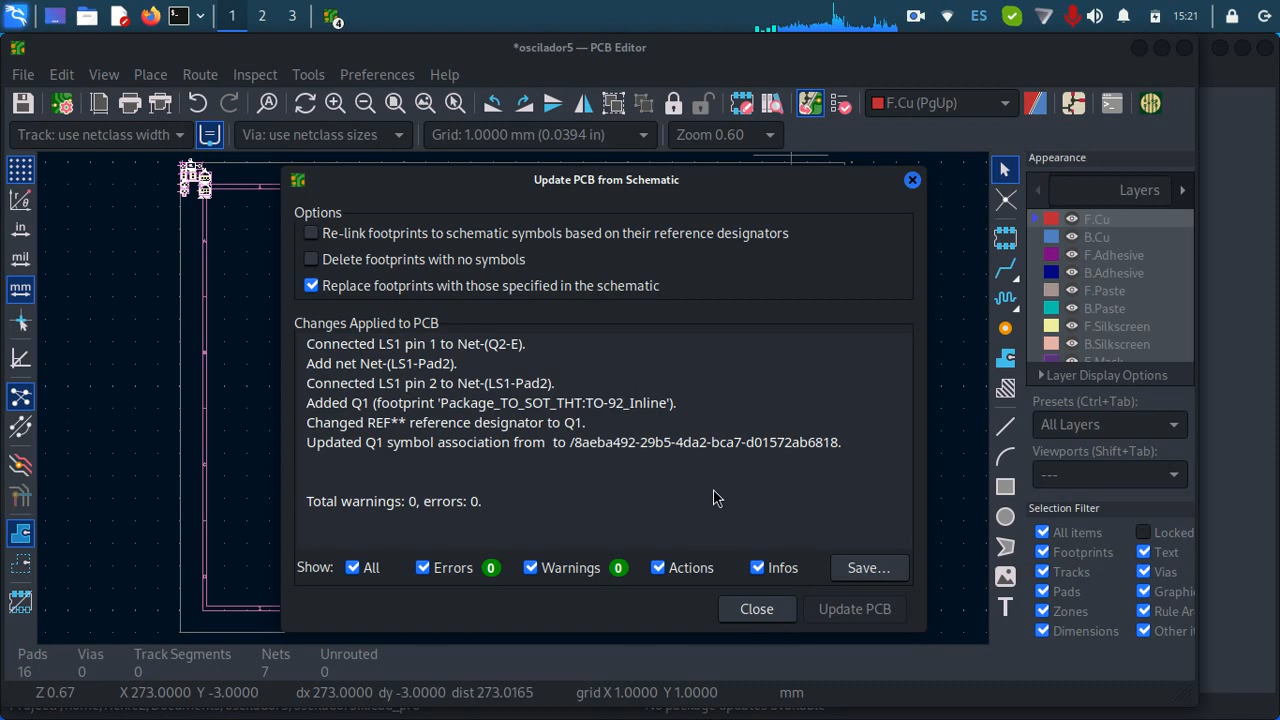 1 2 3 4 ES 15:21
*oscilador5 — PCB Editor
File Edit View Place Route Inspect Tools Preferences Help
F.Cu (PgUp)
Track: use netclass width Via: use netclass sizes Grid: 1.0000 mm (0.0394 in) Zoom 0.60
Update PCB from Schematic
Options
Re-link footprints to schematic symbols based on their reference designators
Delete footprints with no symbols
Replace footprints with those specified in the schematic
Changes Applied to PCB
Connected LS1 pin 1 to Net-(Q2-E).
Add net Net-(LS1-Pad2).
Connected LS1 pin 2 to Net-(LS1-Pad2).
Added Q1 (footprint 'Package_TO_SOT_THT:TO-92_Inline').
Changed REF** reference designator to Q1.
Updated Q1 symbol association from  to /8aeba492-29b5-4da2-bca7-d01572ab6818.
Total warnings: 0, errors: 0.
Show: All Errors 0 Warnings 0 Actions Infos Save...
Close Update PCB
in
mil
mm
Appearance
Layers
F.Cu
B.Cu
F.Adhesive
B.Adhesive
F.Paste
B.Paste
F.Silkscreen
B.Silkscreen
Layer Display Options
Presets (Ctrl+Tab):
All Layers
Viewports (Shift+Tab):
---
Selection Filter
All items Locked
Footprints Text
Tracks Vias
Pads Graphi
Zones Rule Ar
Dimensions Other it
Pads Vias Track Segments Nets Unrouted
16 0 0 7 0
Z 0.67 X 273.0000 Y -3.0000 dx 273.0000 dy -3.0000 dist 273.0165 grid X 1.0000 Y 1.0000 mm